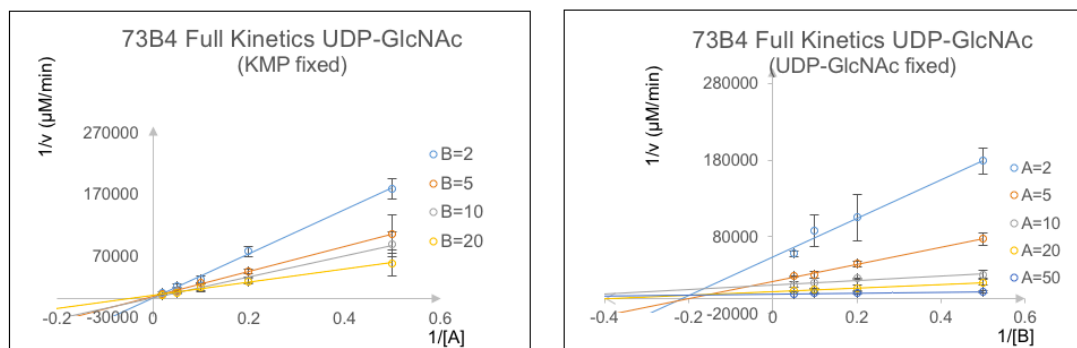 73B4 Full Kinetics UDP-GlcNAc
(KMP fixed)
1/v (µM/min)
270000
170000
70000
-30000
-0.2
0
0.2
0.4
0.6
1/[A]
B=2
B=5
B=10
B=20
73B4 Full Kinetics UDP-GlcNAc
(UDP-GlcNAc fixed)
1/v (µM/min)
280000
180000
80000
-20000
-0.4
-0.2
0
0.2
0.4
0.6
1/[B]
A=2
A=5
A=10
A=20
A=50